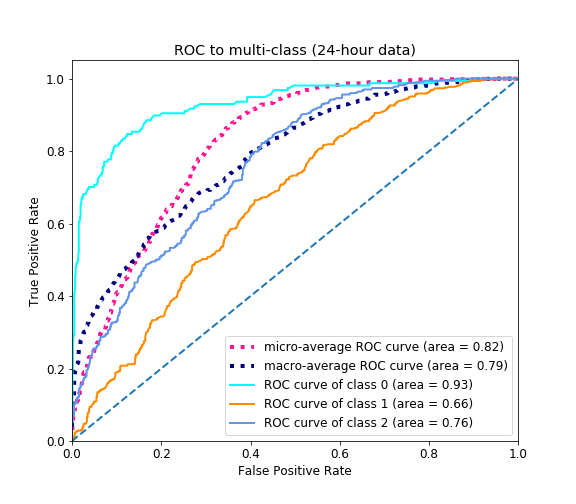 ROC to multi-class (24-hour data)
1.0
0.8
0.6
0.4
0.2
0.0
True Positive Rate
micro-average ROC curve (area = 0.82)
macro-average ROC curve (area = 0.79)
ROC curve of class 0 (area = 0.93)
ROC curve of class 1 (area = 0.66)
ROC curve of class 2 (area = 0.76)
0.0 0.2 0.4 0.6 0.8 1.0
False Positive Rate